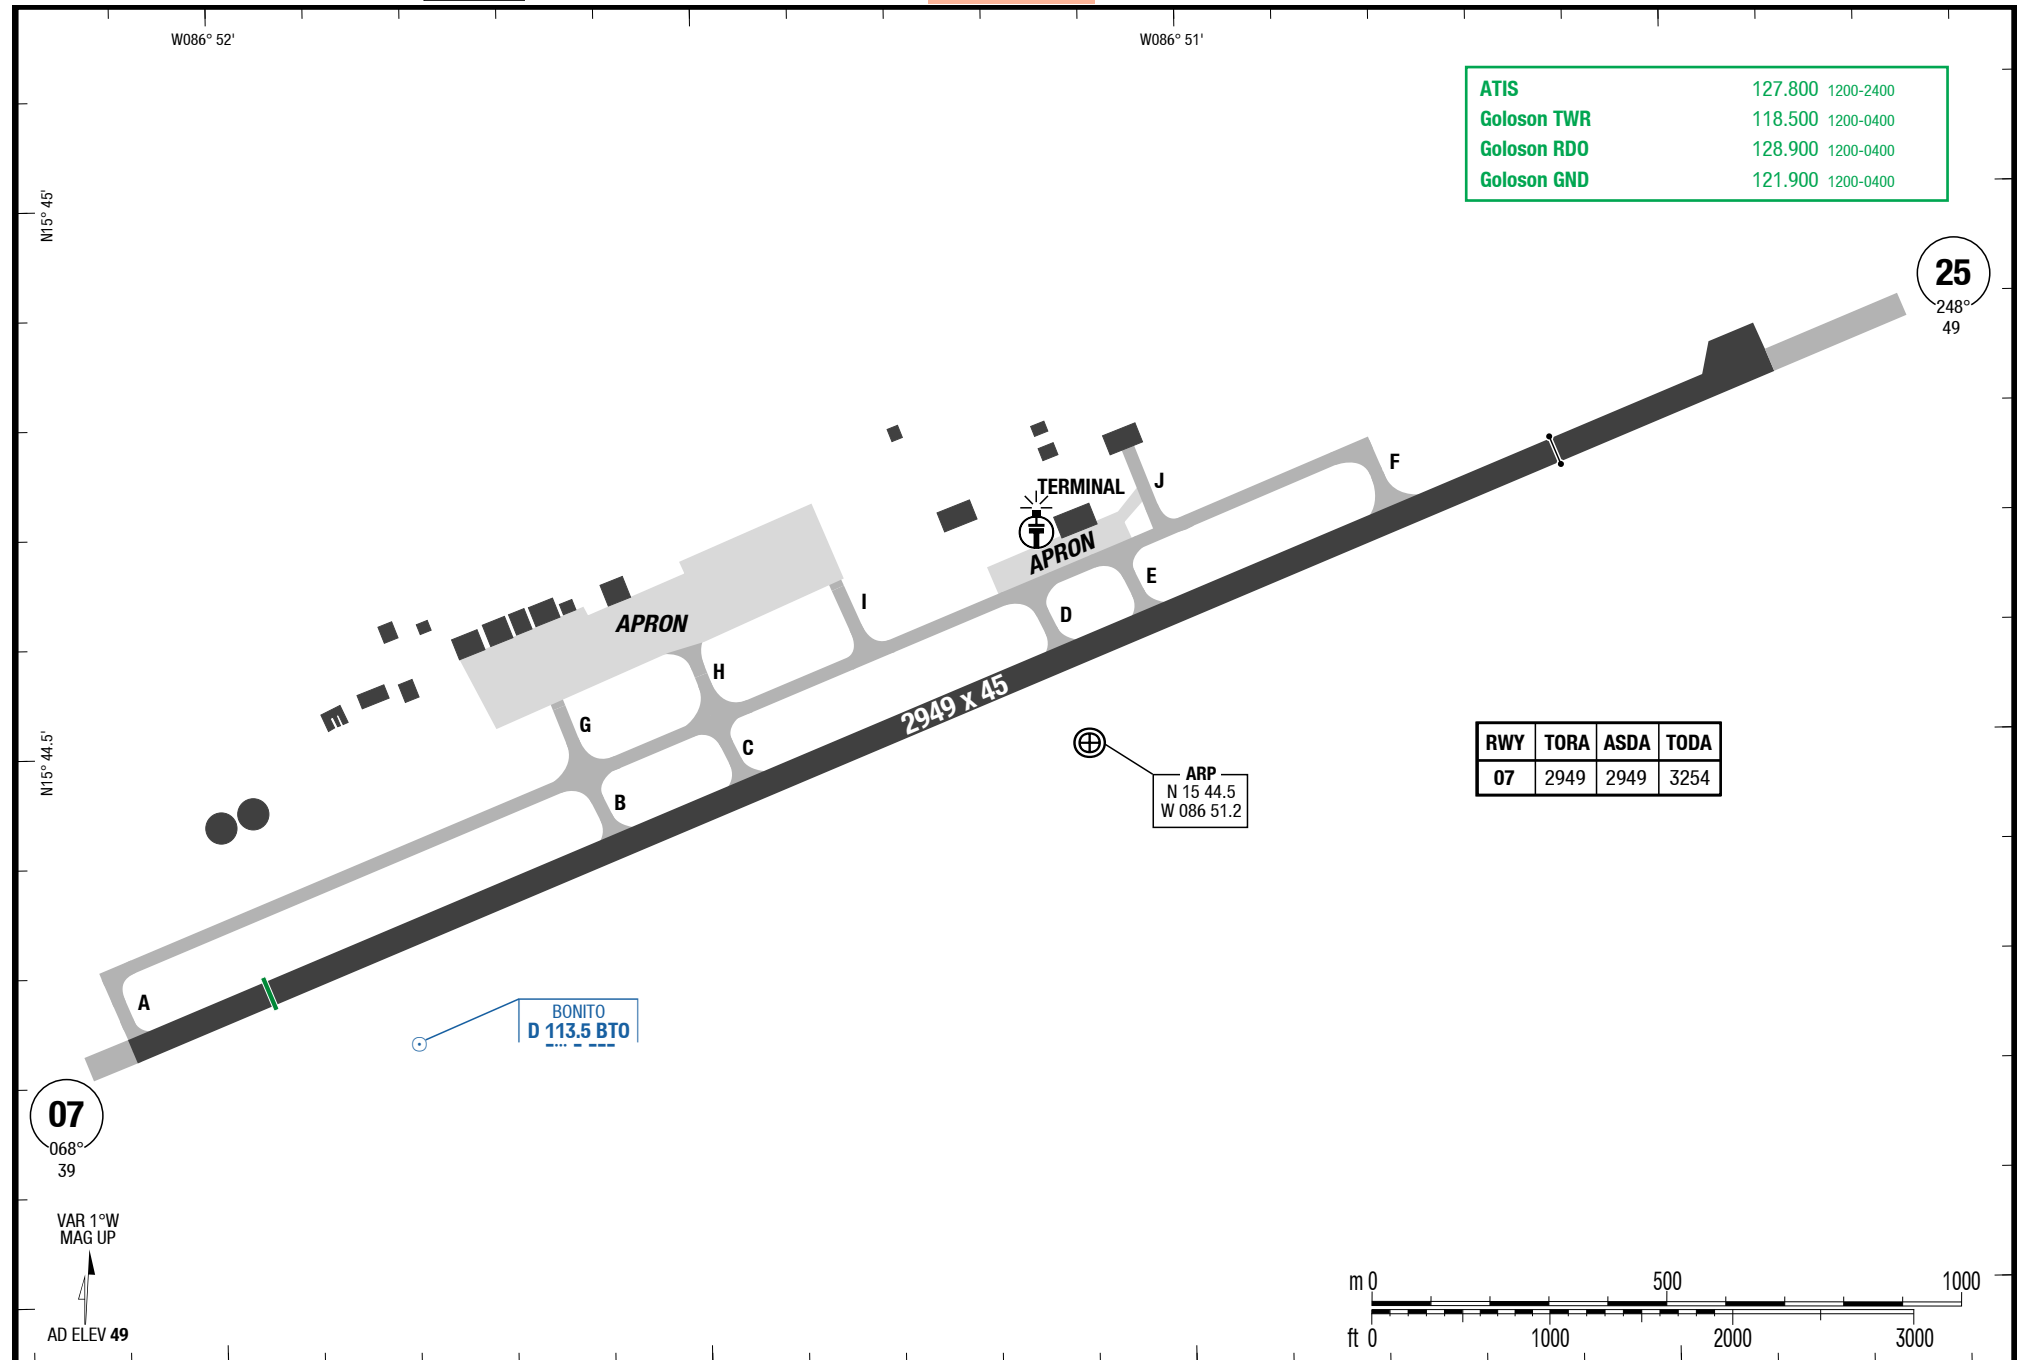 W086° 52'
W086° 51'
ATIS 127.800 1200-2400
Goloson TWR 118.500 1200-0400
Goloson RDO 128.900 1200-0400
Goloson GND 121.900 1200-0400
N15° 45'
25
248°
49
F
J
TERMINAL
APRON
E
I
D
APRON
H
2949 x 45
G
C
RWY TORA ASDA TODA
07 2949 2949 3254
N15° 44.5'
ARP
N 15 44.5
W 086 51.2
B
A
BONITO
D 113.5 BTO
07
068°
39
VAR 1°W
MAG UP
AD ELEV 49
m 0 500 1000
ft 0 1000 2000 3000